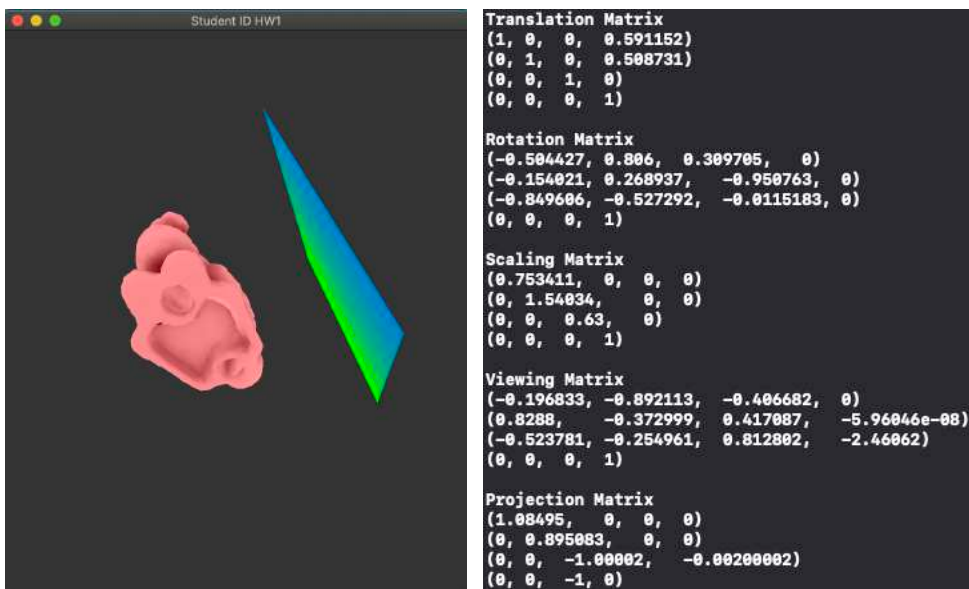 Student ID HW1
Translation Matrix
(1, 0, 0, 0.591152)
(0, 1, 0, 0.508731)
(0, 0, 1, 0)
(0, 0, 0, 1)
Rotation Matrix
(-0.504427, 0.806, 0.309705, 0)
(-0.154021, 0.268937, -0.950763, 0)
(-0.849606, -0.527292, -0.0115183, 0)
(0, 0, 0, 1)
Scaling Matrix
(0.753411, 0, 0, 0)
(0, 1.54034, 0, 0)
(0, 0, 0.63, 0)
(0, 0, 0, 1)
Viewing Matrix
(-0.196833, -0.892113, -0.406682, 0)
(0.8288, -0.372999, 0.417087, -5.96046e-08)
(-0.523781, -0.254961, 0.812802, -2.46062)
(0, 0, 0, 1)
Projection Matrix
(1.08495, 0, 0, 0)
(0, 0.895083, 0, 0)
(0, 0, -1.00002, -0.00200002)
(0, 0, -1, 0)